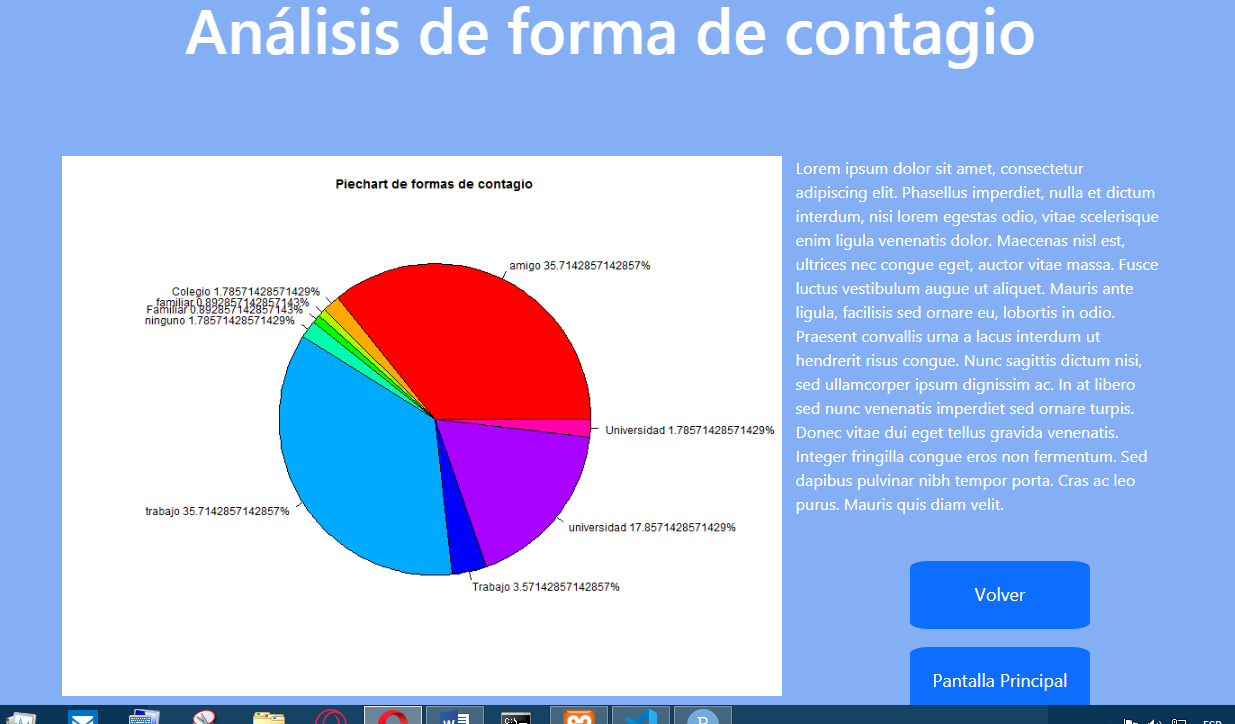 Análisis de forma de contagio
Piechart de formas de contagio
amigo 35.7142857142857%
Colegio 1.78571428571429%
familiar 0.892857142857143%
Familiar 0.892857142857143%
ninguno 1.78571428571429%
Universidad 1.78571428571429%
trabajo 35.7142857142857%
universidad 17.8571428571429%
Trabajo 3.57142857142857%
Lorem ipsum dolor sit amet, consectetur
adipiscing elit. Phasellus imperdiet, nulla et dictum
interdum, nisi lorem egestas odio, vitae scelerisque
enim ligula venenatis dolor. Maecenas nisl est,
ultrices nec congue eget, auctor vitae massa. Fusce
luctus vestibulum augue ut aliquet. Mauris ante
ligula, facilisis sed ornare eu, lobortis in odio.
Praesent convallis urna a lacus interdum ut
hendrerit risus congue. Nunc sagittis dictum nisi,
sed ullamcorper ipsum dignissim ac. In at libero
sed nunc venenatis imperdiet sed ornare turpis.
Donec vitae dui eget tellus gravida venenatis.
Integer fringilla congue eros non fermentum. Sed
dapibus pulvinar nibh tempor porta. Cras ac leo
purus. Mauris quis diam velit.
Volver
Pantalla Principal